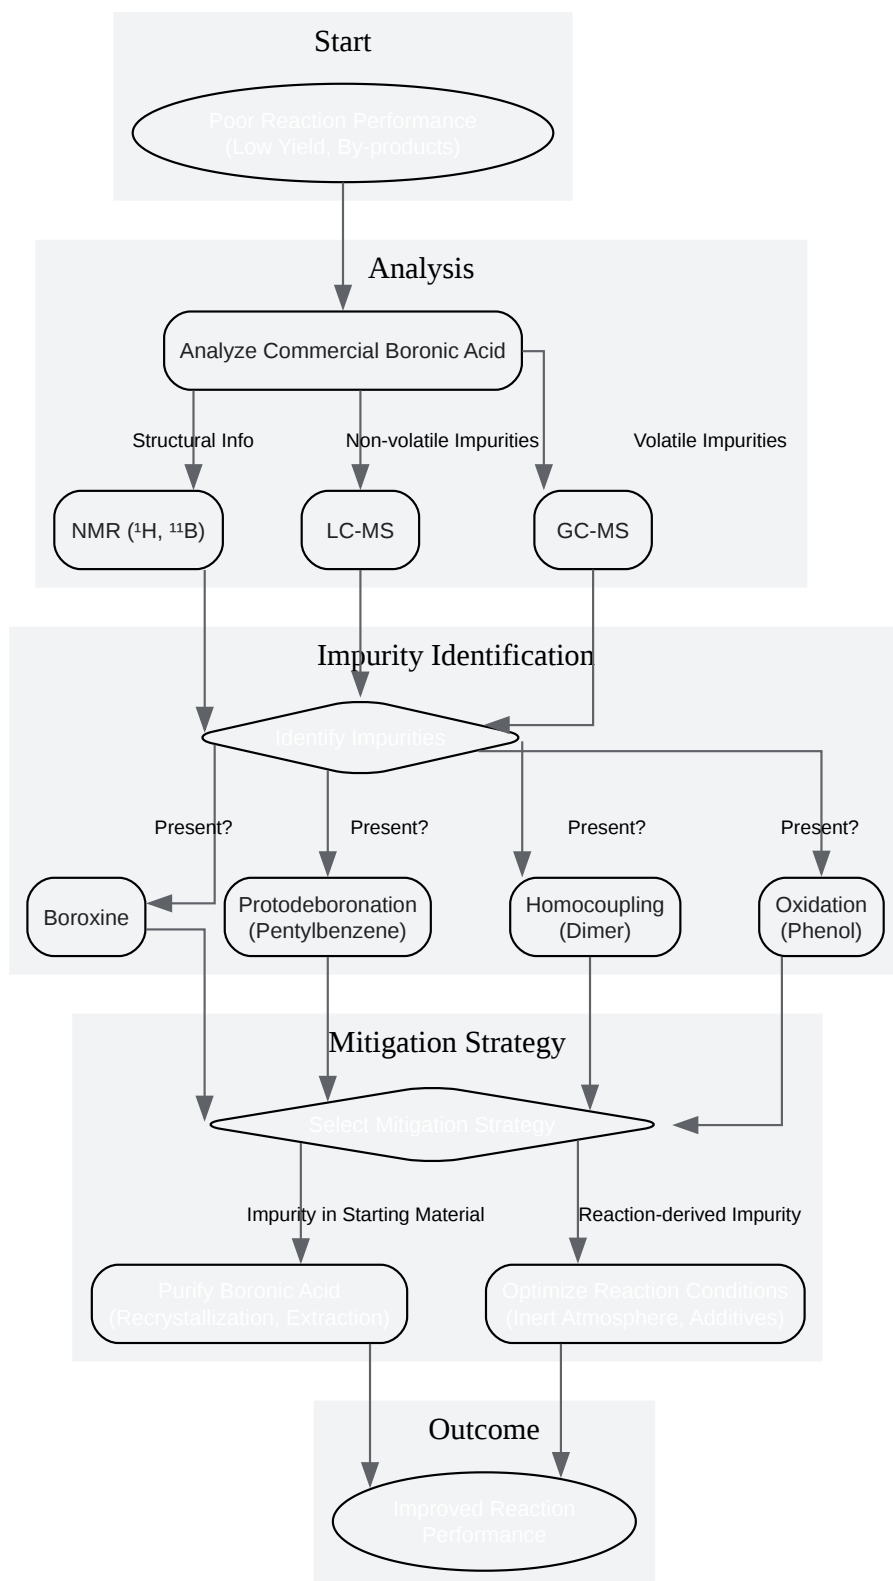 Start
Poor Reaction Performance
(Low Yield, By-products)
Analysis
Analyze Commercial Boronic Acid
Structural Info
Non-volatile Impurities
Volatile Impurities
NMR (¹H, ¹¹B)
LC-MS
GC-MS
Impurity Identification
Identify Impurities
Present?
Present?
Present?
Present?
Boroxine
Protodeboronation
(Pentylbenzene)
Homocoupling
(Dimer)
Oxidation
(Phenol)
Mitigation Strategy
Select Mitigation Strategy
Impurity in Starting Material
Reaction-derived Impurity
Purify Boronic Acid
(Recrystallization, Extraction)
Optimize Reaction Conditions
(Inert Atmosphere, Additives)
Outcome
Improved Reaction
Performance